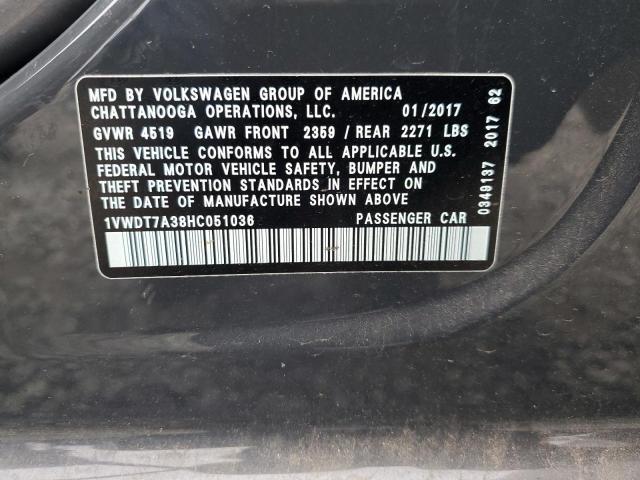 MFD BY VOLKSWAGEN GROUP OF AMERICA
CHATTANOOGA OPERATIONS, LLC. 01/2017
GVWR 4519 GAWR FRONT 2359 / REAR 2271 LBS
THIS VEHICLE CONFORMS TO ALL APPLICABLE U.S.
FEDERAL MOTOR VEHICLE SAFETY, BUMPER AND
THEFT PREVENTION STANDARDS IN EFFECT ON
THE DATE OF MANUFACTURE SHOWN ABOVE
1VWDT7A38HC051036 PASSENGER CAR
0349137 2017 62